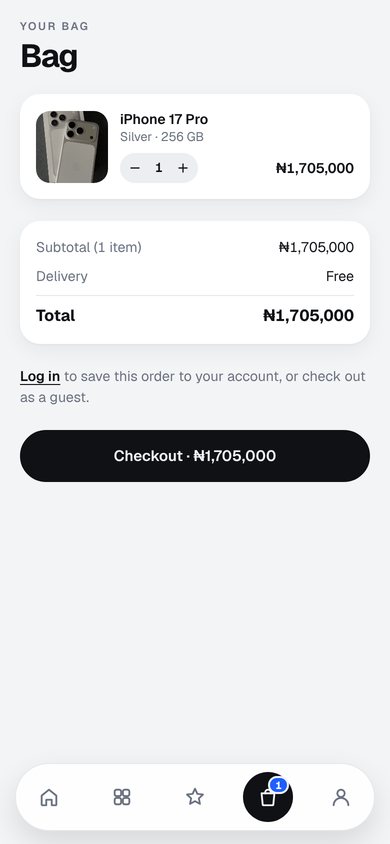 YOUR BAG
Bag
iPhone 17 Pro
Silver · 256 GB
− 1 +
₦1,705,000
Subtotal (1 item) ₦1,705,000
Delivery Free
Total ₦1,705,000
Log in to save this order to your account, or check out
as a guest.
Checkout · ₦1,705,000
1